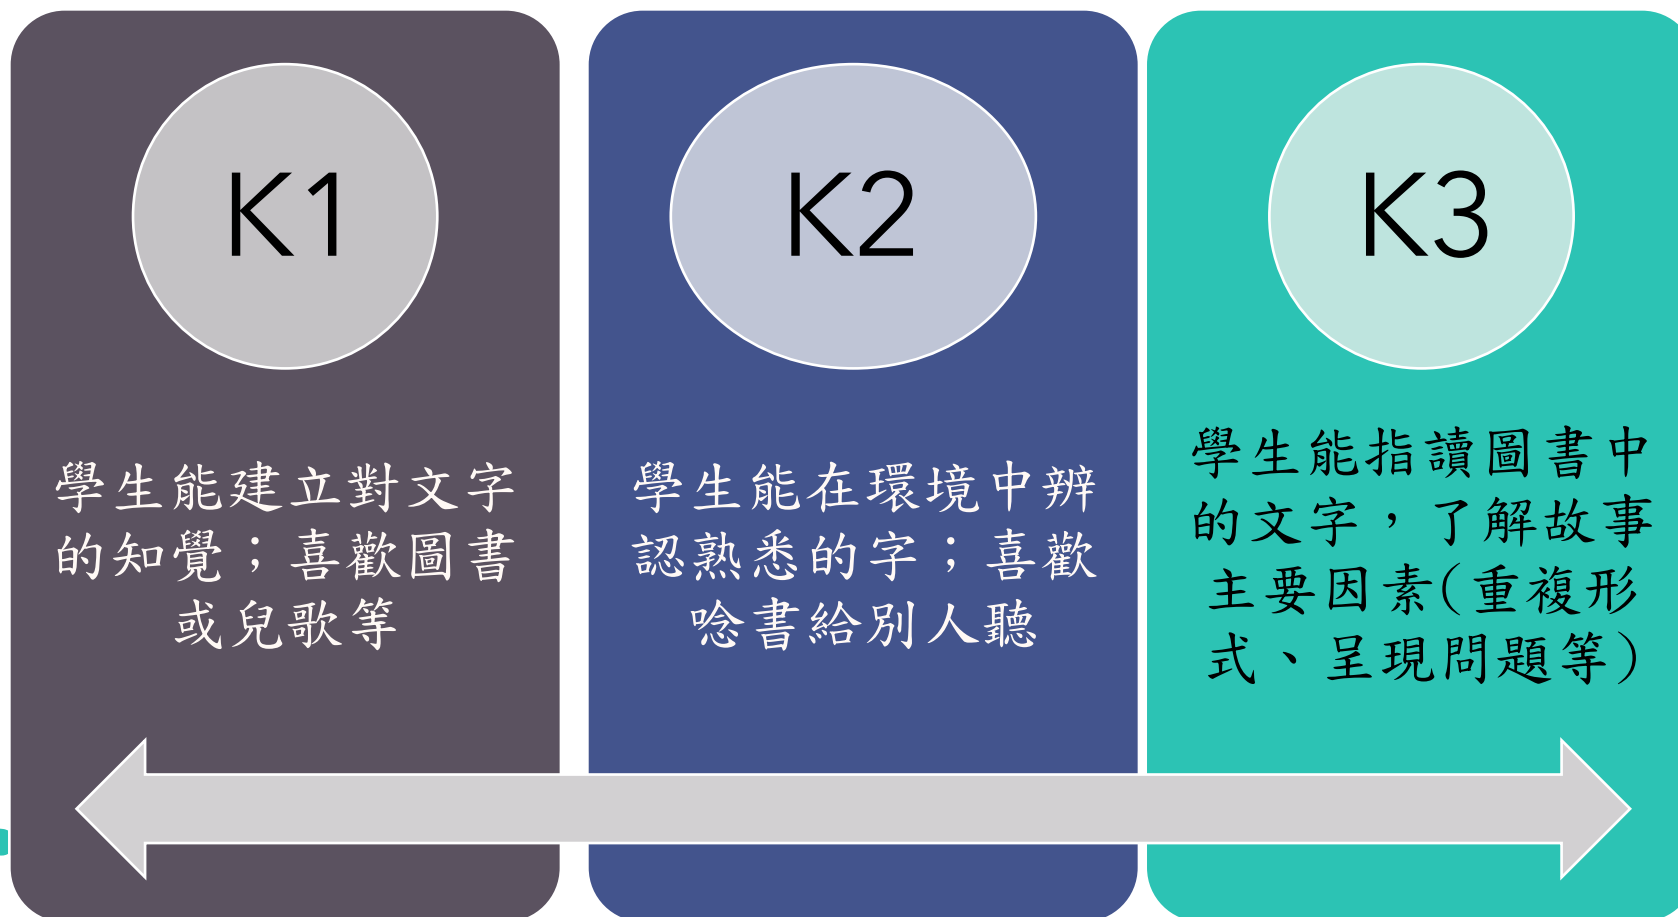 K1
學生能建立對文字
的知覺；喜歡圖書
或兒歌等
K2
學生能在環境中辨
認熟悉的字；喜歡
唸書給別人聽
K3
學生能指讀圖書中
的文字，了解故事
主要因素(重複形
式、呈現問題等)